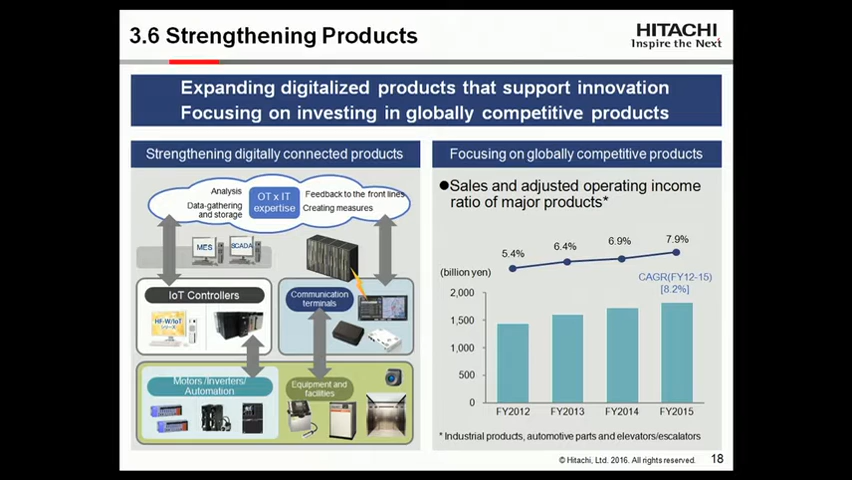 3.6 Strengthening Products
HITACHI
Inspire the Next
Expanding digitalized products that support innovation
Focusing on investing in globally competitive products
Strengthening digitally connected products
Analysis
Data-gathering
and storage
OT x IT
expertise
Feedback to the front lines
Creating measures
MES
SCADA
IoT Controllers
HF-W/IoT
Communication
terminals
Motors /Inverters/
Automation
Equipment and
facilities
Focusing on globally competitive products
●Sales and adjusted operating income
ratio of major products*
5.4%
6.4%
6.9%
7.9%
(billion yen)
CAGR(FY12-15)
[8.2%]
2,000
1,500
1,000
500
0
FY2012
FY2013
FY2014
FY2015
* Industrial products, automotive parts and elevators/escalators
© Hitachi, Ltd. 2016. All rights reserved.
18